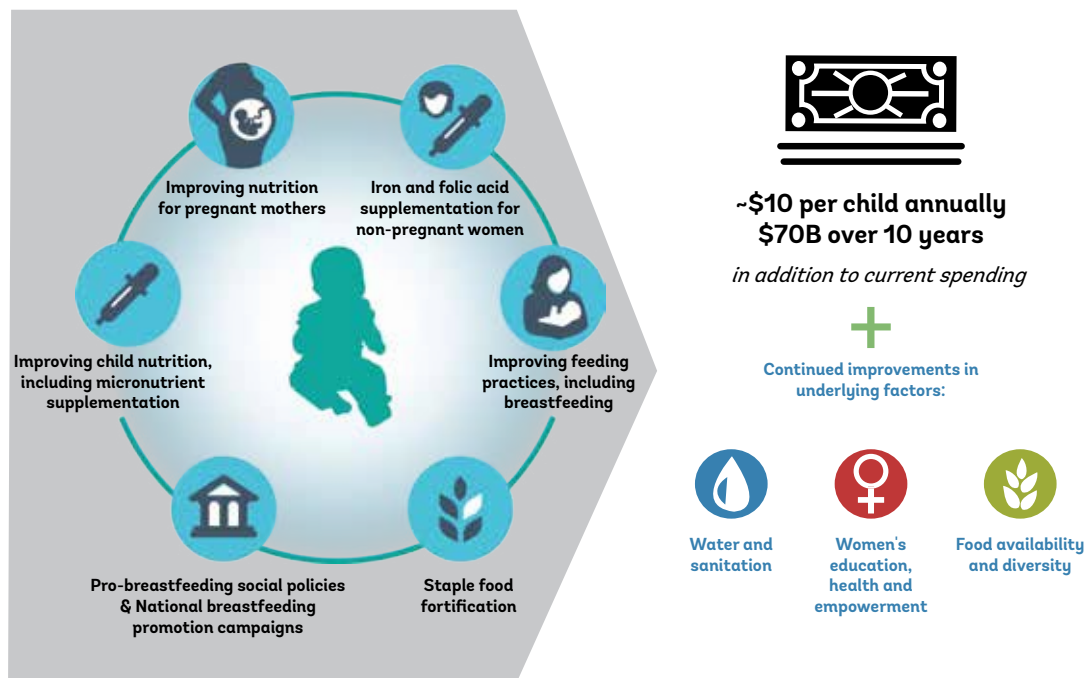 Improving nutrition
for pregnant mothers
Iron and folic acid
supplementation for
non-pregnant women
Improving child nutrition,
including micronutrient
supplementation
Improving feeding
practices, including
breastfeeding
Pro-breastfeeding social policies
& National breastfeeding
promotion campaigns
Staple food
fortification
~$10 per child annually
$70B over 10 years
in addition to current spending
+
Continued improvements in
underlying factors:
Water and
sanitation
Women's
education,
health and
empowerment
Food availability
and diversity